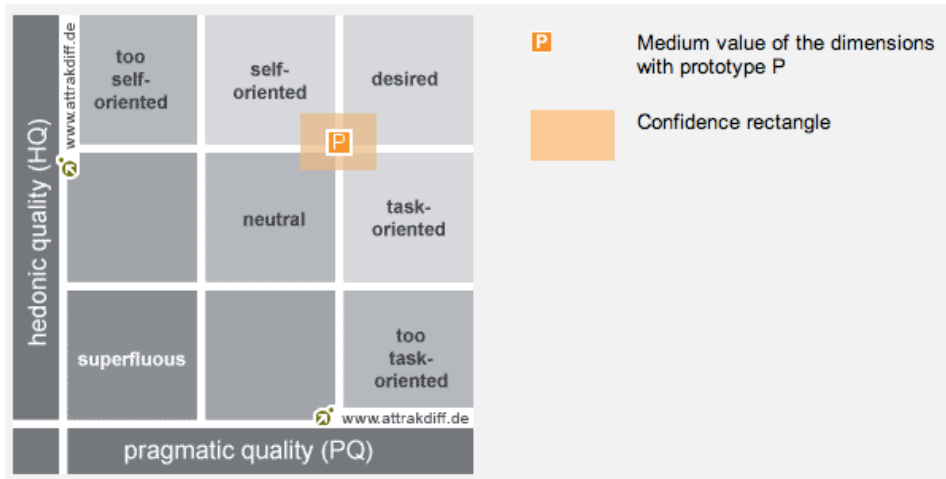 hedonic quality (HQ)
www.attrakdiff.de
too
self-
oriented
self-
oriented
desired
P
neutral
task-
oriented
superfluous
too
task-
oriented
www.attrakdiff.de
pragmatic quality (PQ)
P
Medium value of the dimensions
with prototype P
Confidence rectangle